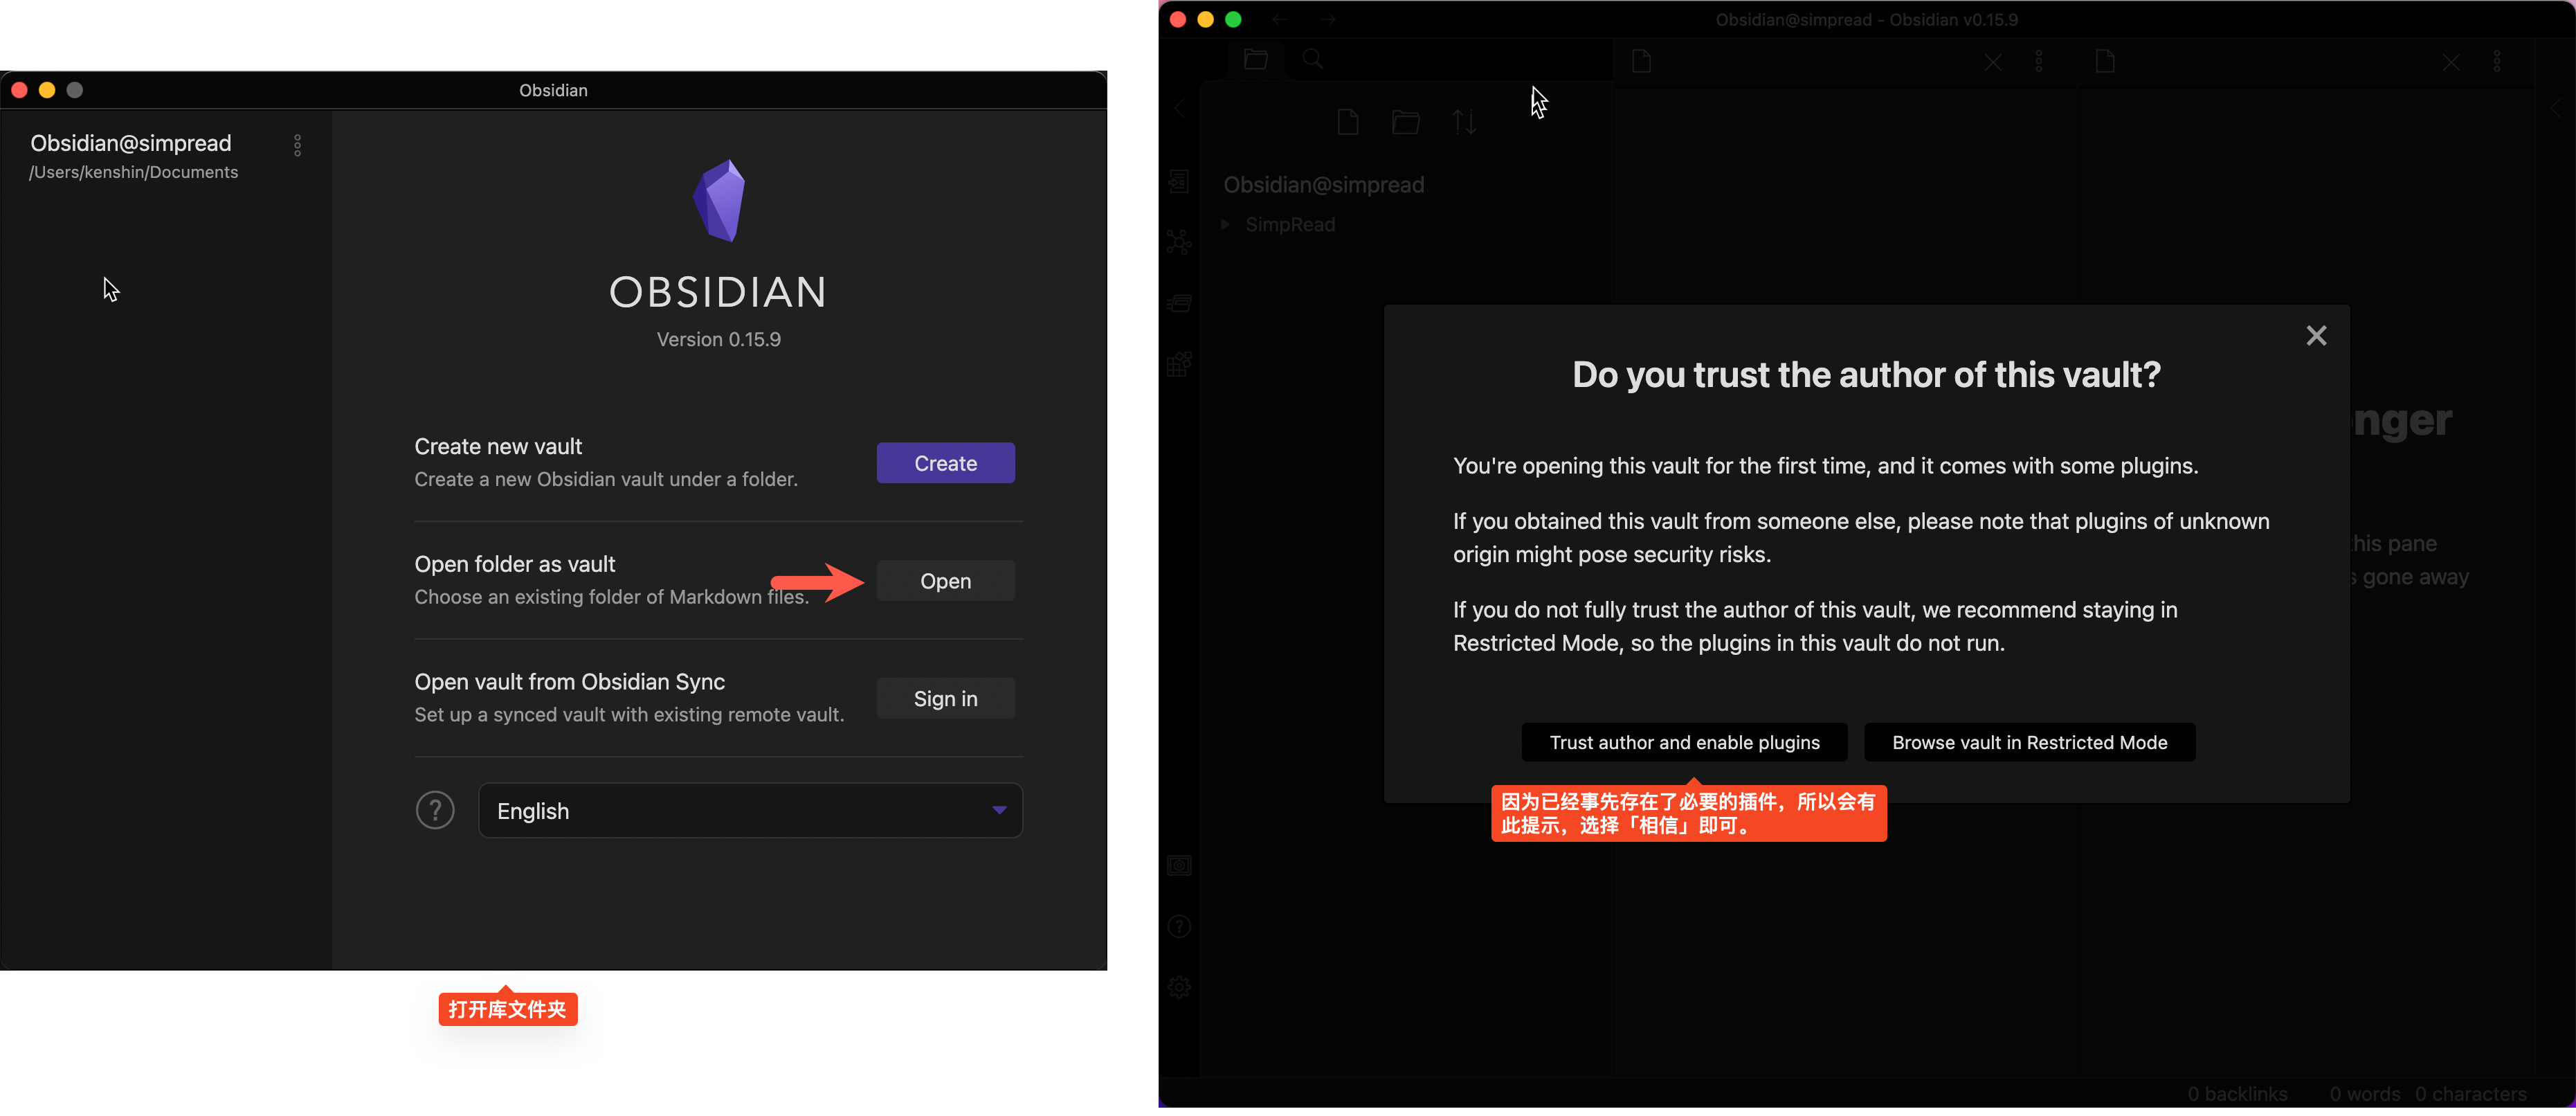 Obsidian
Obsidian@simpread
/Users/kenshin/Documents
OBSIDIAN
Version 0.15.9
Create new vault
Create a new Obsidian vault under a folder.
Create
Open folder as vault
Choose an existing folder of Markdown files.
Open
Open vault from Obsidian Sync
Set up a synced vault with existing remote vault.
Sign in
?
English
打开库文件夹
Obsidian@simpread - Obsidian v0.15.9
Obsidian@simpread
SimpRead
Do you trust the author of this vault?
You're opening this vault for the first time, and it comes with some plugins.
If you obtained this vault from someone else, please note that plugins of unknown
origin might pose security risks.
If you do not fully trust the author of this vault, we recommend staying in
Restricted Mode, so the plugins in this vault do not run.
Trust author and enable plugins
Browse vault in Restricted Mode
因为已经事先存在了必要的插件，所以会有
此提示，选择「相信」即可。
nger
his pane
s gone away
0 backlinks
0 words
0 characters